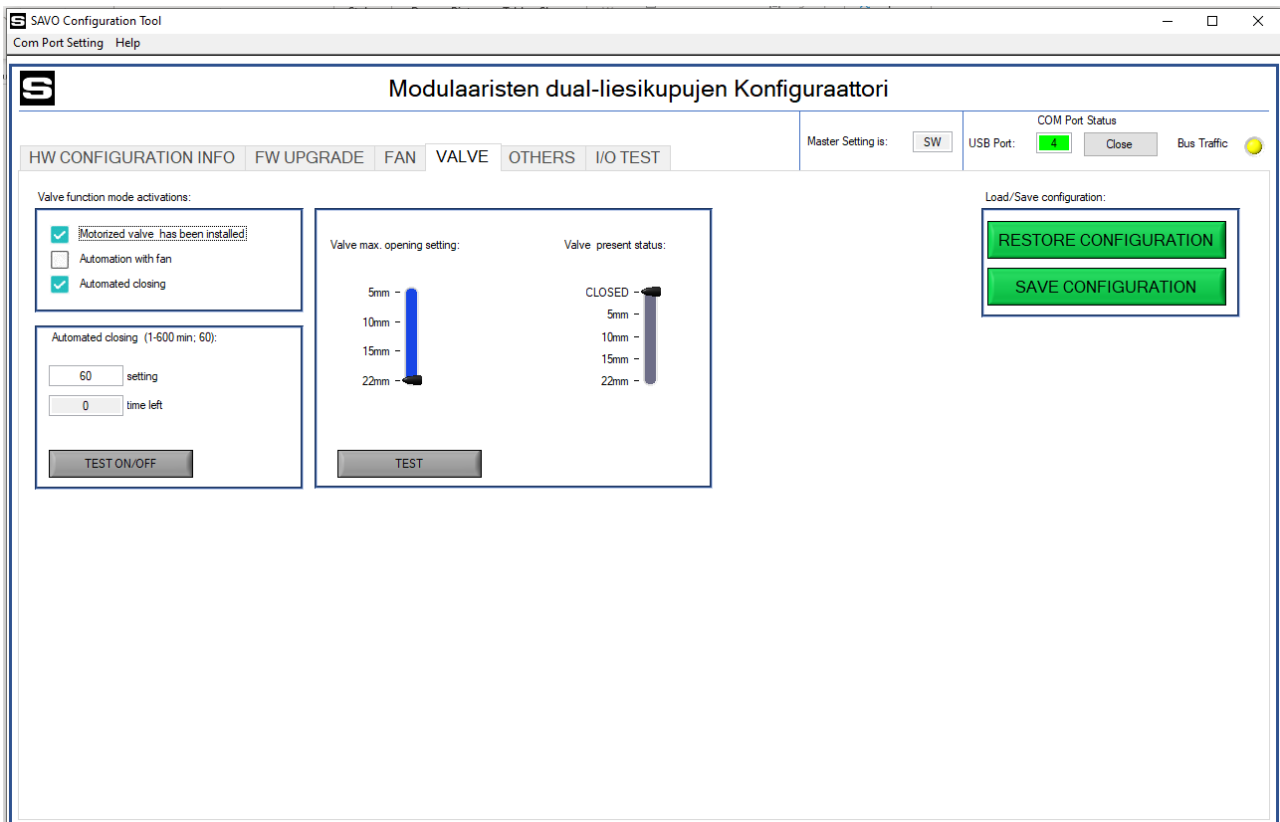 S SAVO Configuration Tool
Com Port Setting Help
S Modulaaristen dual-liesikupujen Konfiguraattori
HW CONFIGURATION INFO FW UPGRADE FAN VALVE OTHERS I/O TEST
Master Setting is: SW
COM Port Status
USB Port: 4 Close Bus Traffic
Valve function mode activations:
Motorized valve has been installed
Automation with fan
Automated closing
Automated closing (1-600 min; 60):
60 setting
0 time left
TEST ON/OFF
Valve max. opening setting:
5mm
10mm
15mm
22mm
TEST
Valve present status:
CLOSED
5mm
10mm
15mm
22mm
Load/Save configuration:
RESTORE CONFIGURATION
SAVE CONFIGURATION